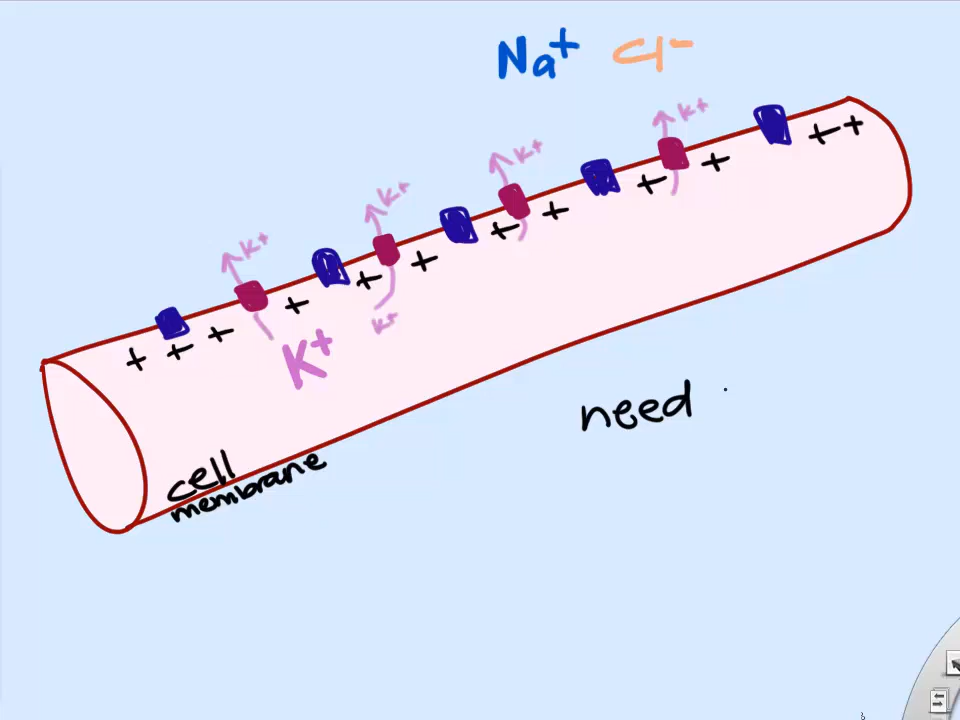 Na+ Cl-
K+
K+
K+
K+
+ +
+ +
+ +
+ +
+ + + +
K+
K+
need
cell
membrane